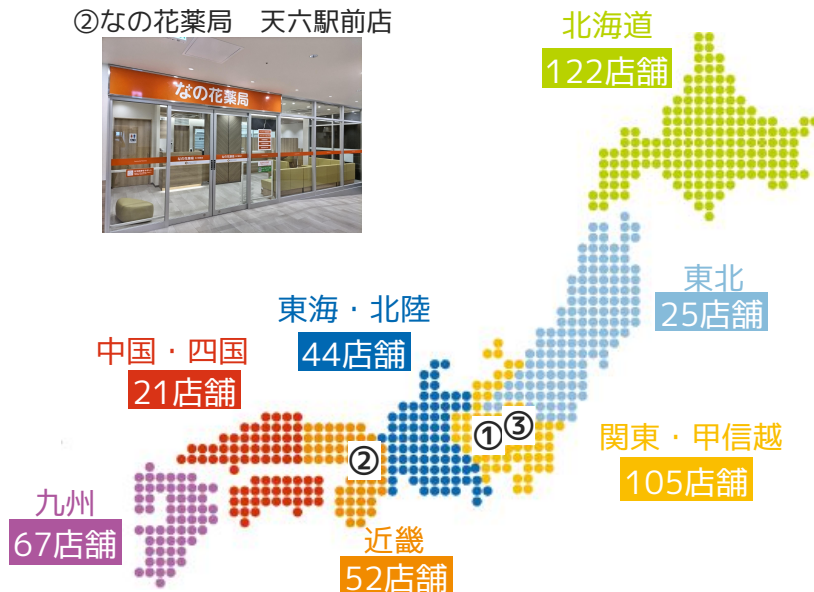 ②なの花薬局　天六駅前店
なの花薬局
北海道
122店舗
東北
25店舗
東海・北陸
44店舗
中国・四国
21店舗
①
③
②
関東・甲信越
105店舗
九州
67店舗
近畿
52店舗